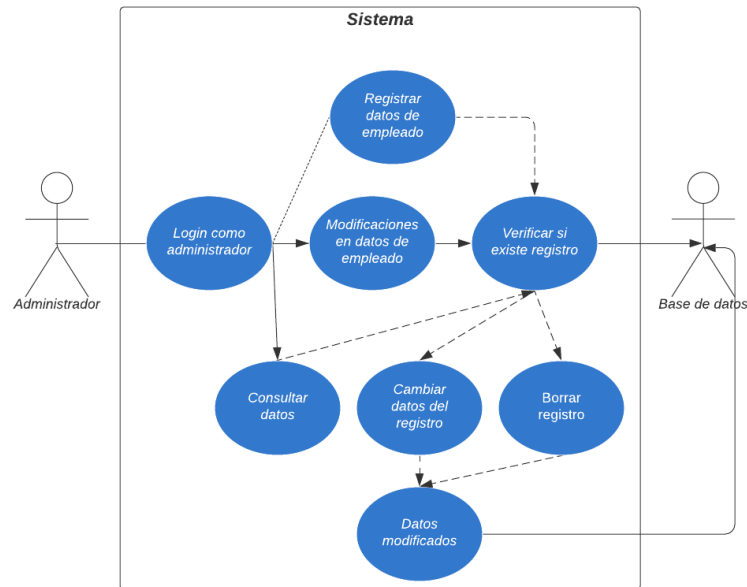 Sistema
Registrar
datos de
empleado
Login como
administrador
Modificaciones
en datos de
empleado
Verificar si
existe registro
Administrador
Base de datos
Consultar
datos
Cambiar
datos del
registro
Borrar
registro
Datos
modificados